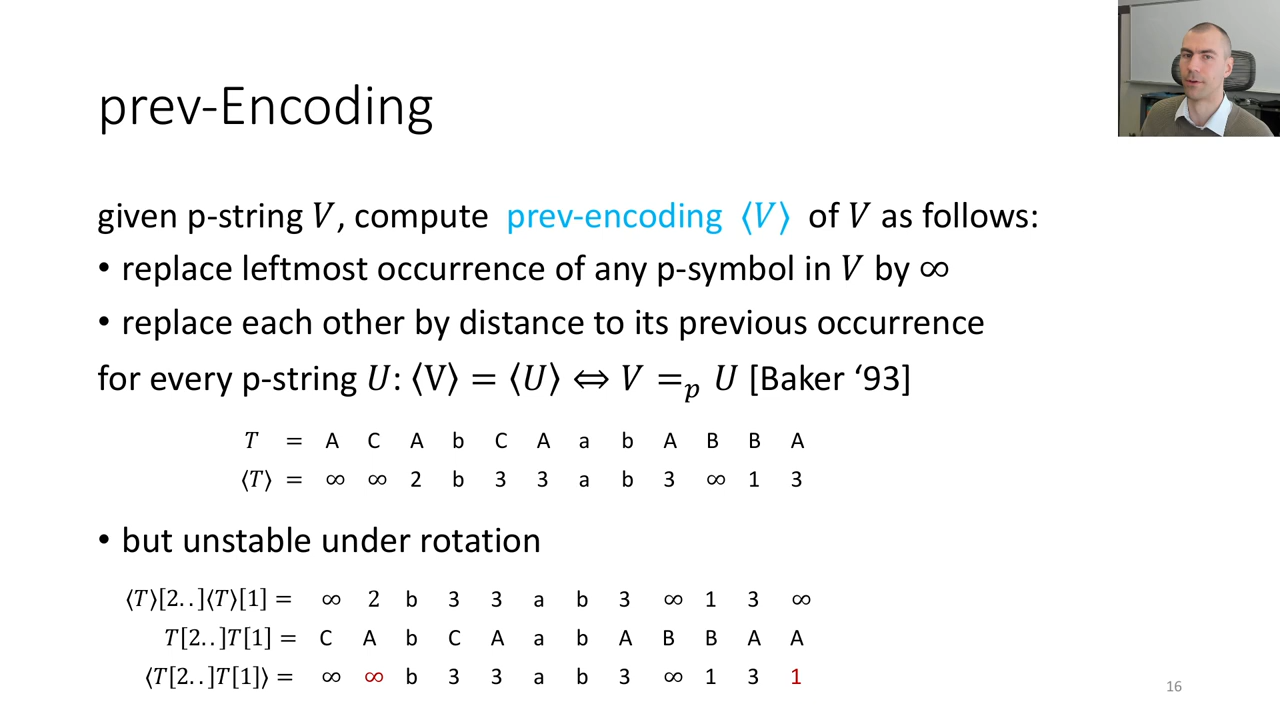 prev-Encoding
given p-string 𝑉, compute prev-encoding ⟨𝑉⟩ of 𝑉 as follows:
• replace leftmost occurrence of any p-symbol in 𝑉 by ∞
• replace each other by distance to its previous occurrence
for every p-string 𝑈: ⟨V⟩ = ⟨𝑈⟩ ⇔ 𝑉 =ₚ 𝑈 [Baker ‘93]
𝑇 = A C A b C A a b A B B A
⟨𝑇⟩ = ∞ ∞ 2 b 3 3 a b 3 ∞ 1 3
• but unstable under rotation
⟨𝑇⟩[2..]⟨𝑇⟩[1] = ∞ 2 b 3 3 a b 3 ∞ 1 3 ∞
𝑇[2..]𝑇[1] = C A b C A a b A B B A A
⟨𝑇[2..]𝑇[1]⟩ = ∞ ∞ b 3 3 a b 3 ∞ 1 3 1
16